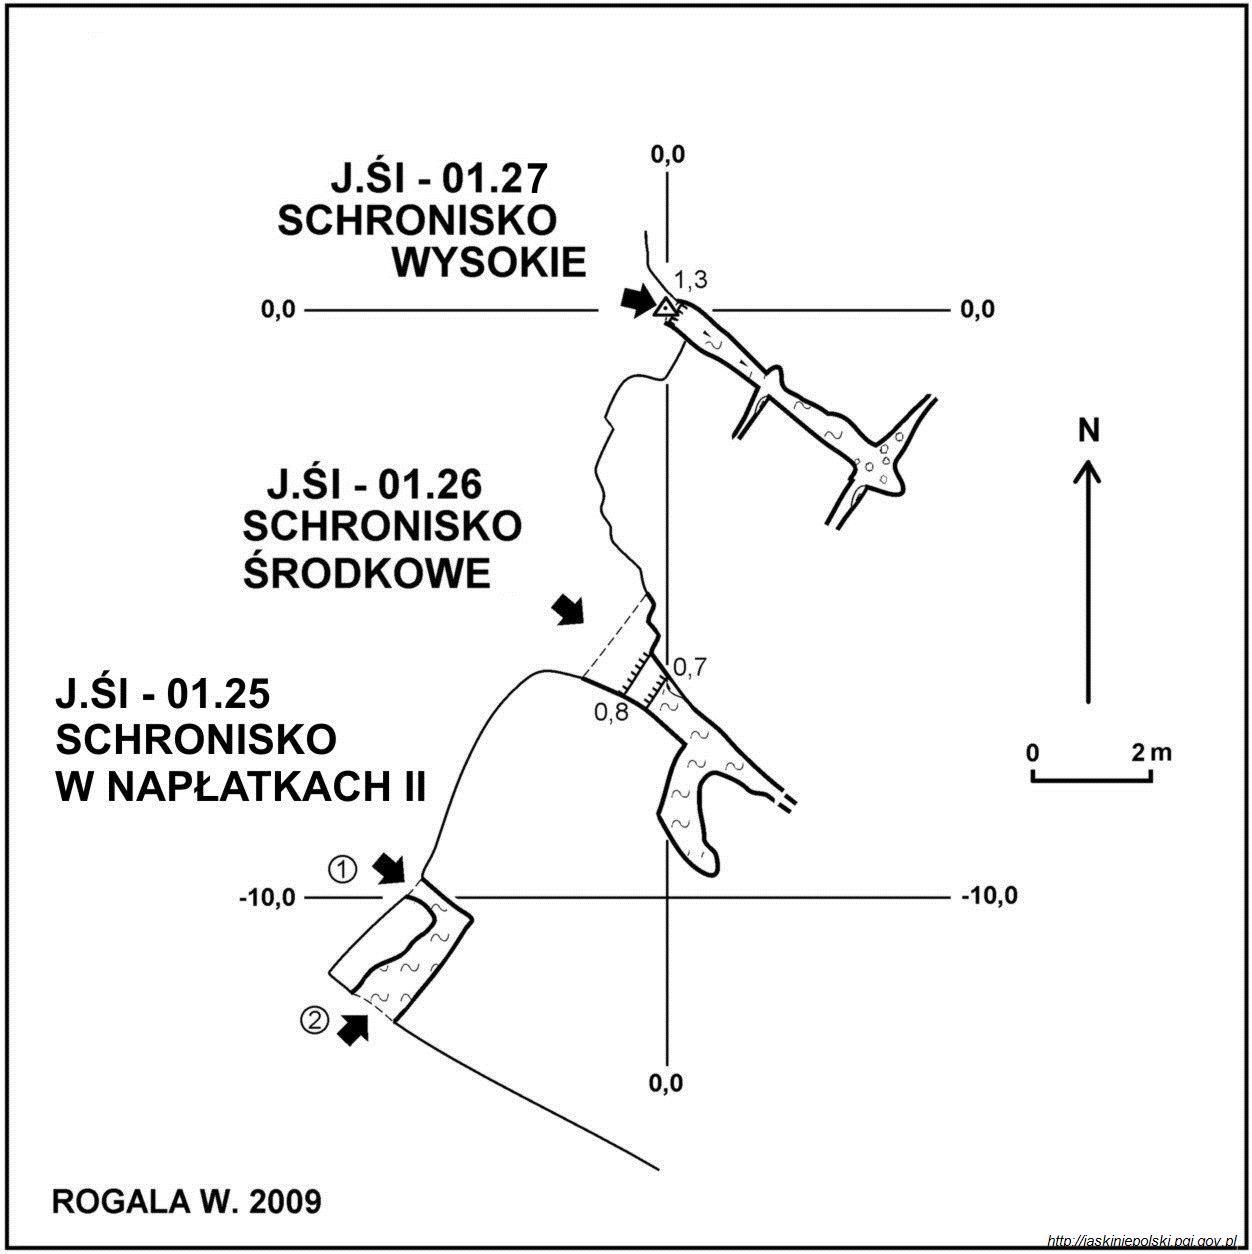 0,0
J.ŚI - 01.27
SCHRONISKO
WYSOKIE
1,3
0,0
0,0
N
J.ŚI - 01.26
SCHRONISKO
ŚRODKOWE
0,7
0,8
J.ŚI - 01.25
SCHRONISKO
W NAPŁATKACH II
0 2 m
1
-10,0
-10,0
2
0,0
ROGALA W. 2009
http://jaskiniepolski.pgi.gov.pl